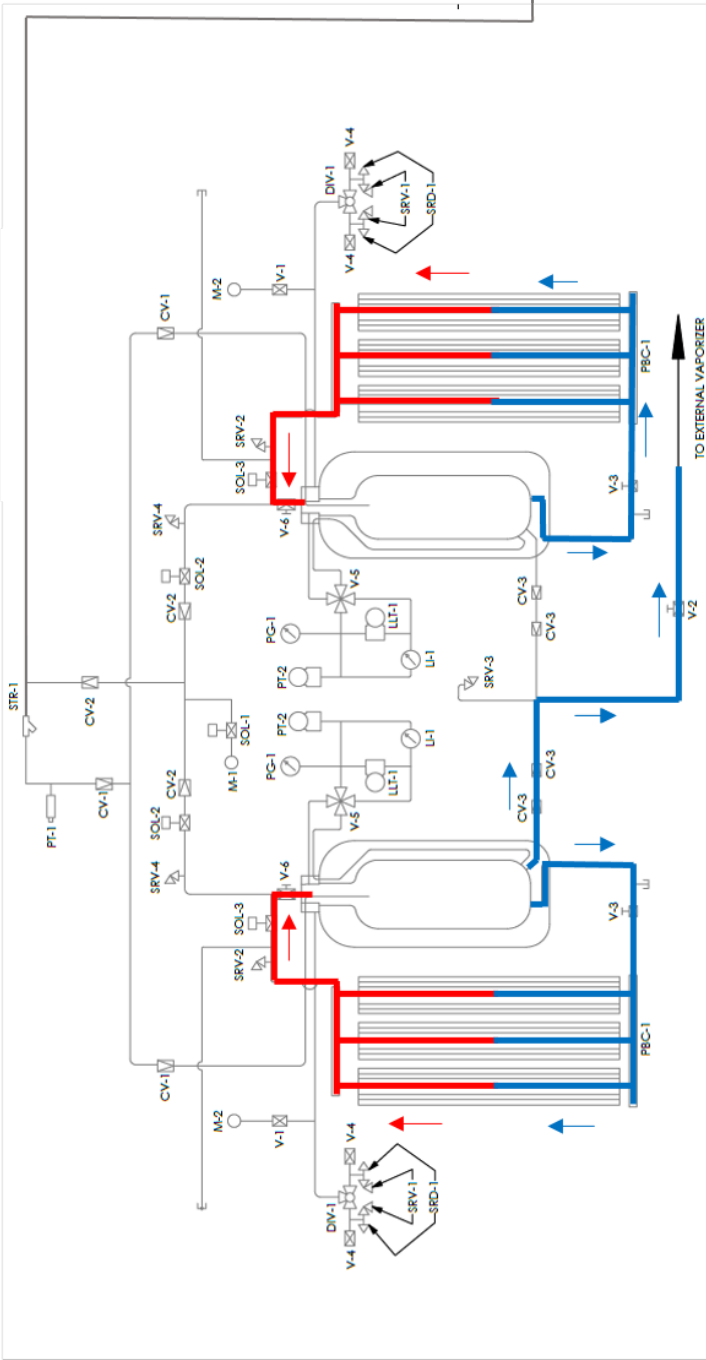 STR-1
PT-1
CV-1
CV-2
CV-1
SRV-4
SOL-2
CV-2
CV-2
SOL-2
SRV-4
CV-1
M-1
SOL-1
M-2
SRV-2
SOL-3
SOL-3
SRV-2
M-2
V-1
V-6
PG-1
PT-2
PT-2
PG-1
V-6
V-1
V-4
DIV-1
V-4
V-5
LLT-1
LI-1
LI-1
LLT-1
V-5
V-4
DIV-1
V-4
SRV-1
SRD-1
SRV-1
SRD-1
SRV-3
CV-3
CV-3
CV-3
CV-3
PBC-1
V-3
V-3
PBC-1
V-2
TO EXTERNAL VAPORIZER